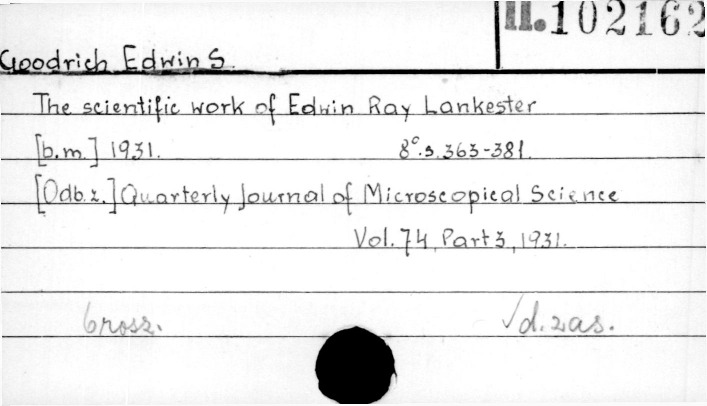 II.102162
Goodrich Edwin S.
The scientific work of Edwin Ray Lankester
[b.m.] 1931. 8°.s.363-381.
[Odb.z.] Quarterly Journal of Microscopical Science
Vol. 74, Part 3, 1931.
brosz. √d.zas.